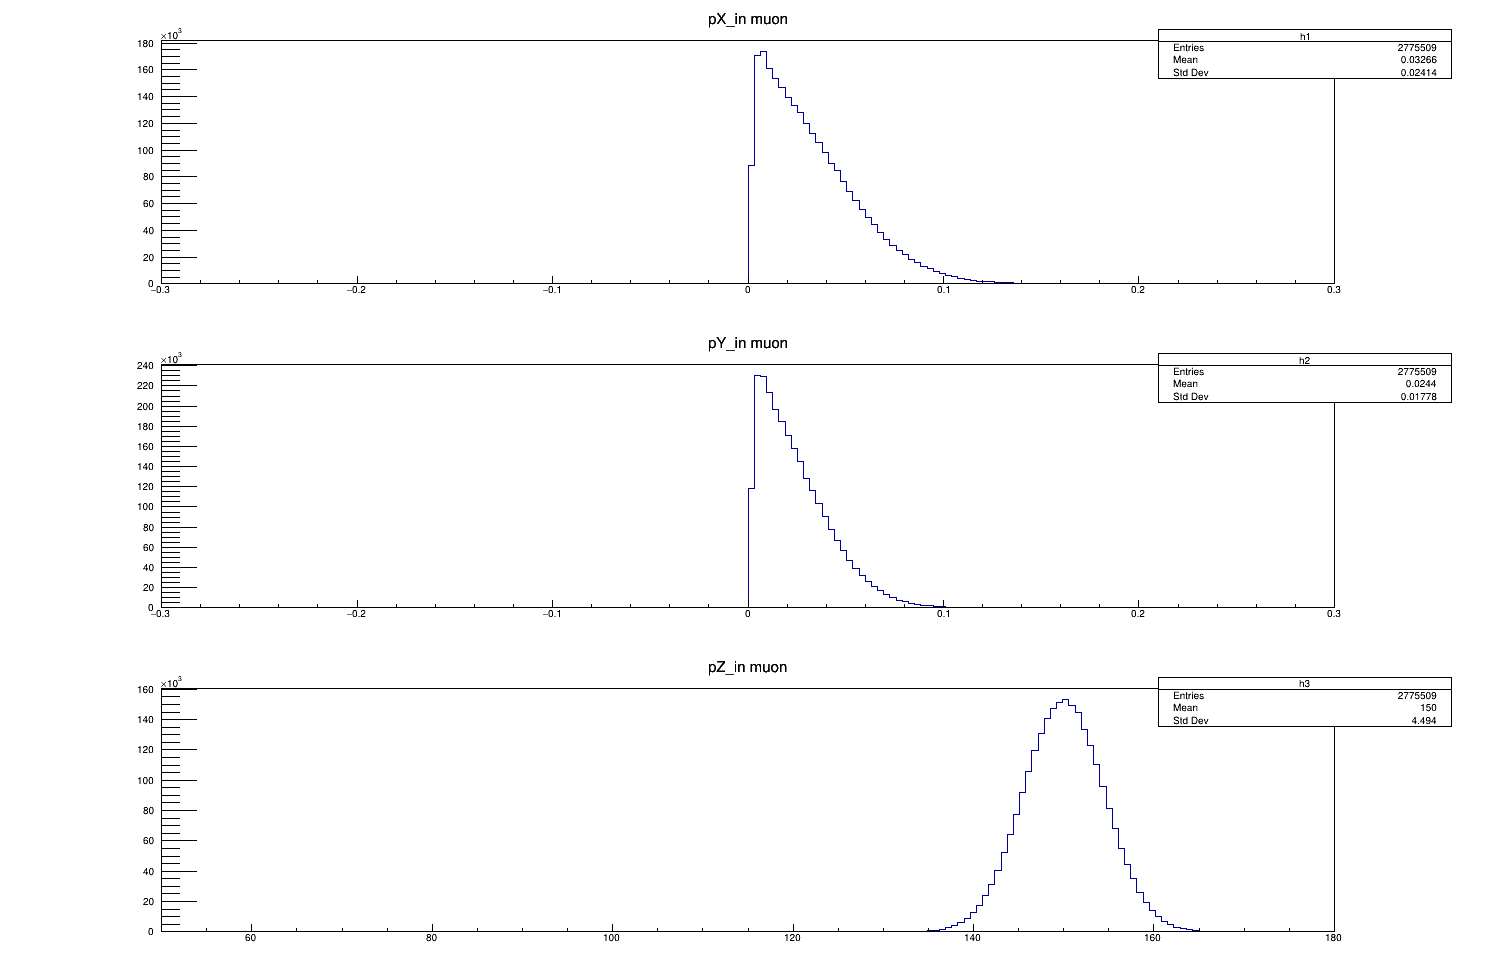 pX_in muon
×10³
h1
Entries 2775509
Mean 0.03266
Std Dev 0.02414
180
160
140
120
100
80
60
40
20
0
−0.3 −0.2 −0.1 0 0.1 0.2 0.3
pY_in muon
×10³
h2
Entries 2775509
Mean 0.0244
Std Dev 0.01778
240
220
200
180
160
140
120
100
80
60
40
20
0
−0.3 −0.2 −0.1 0 0.1 0.2 0.3
pZ_in muon
×10³
h3
Entries 2775509
Mean 150
Std Dev 4.494
160
140
120
100
80
60
40
20
0
60 80 100 120 140 160 180